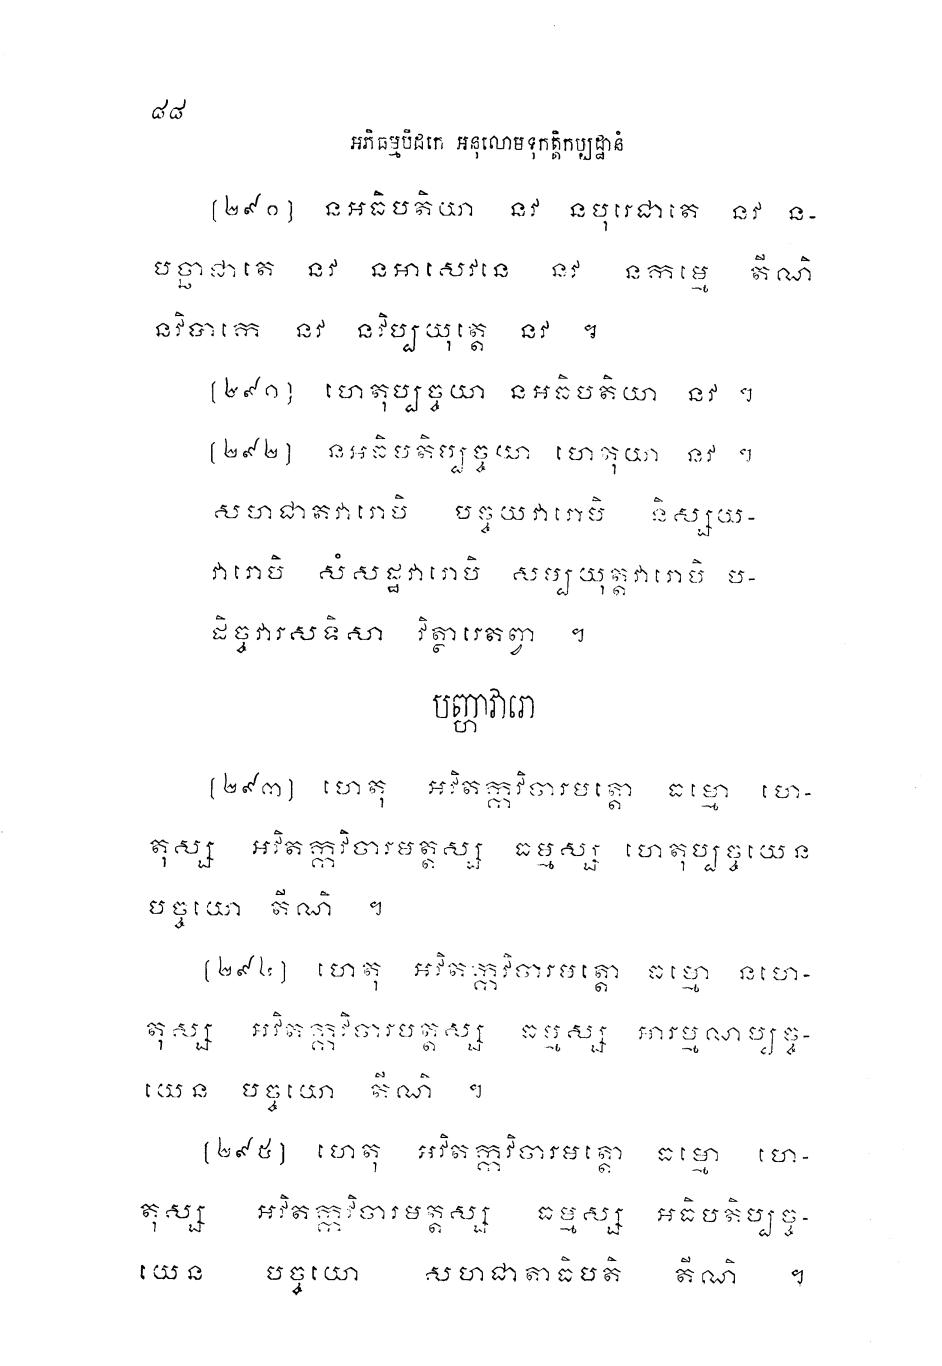 ៨៨
អភិធម្មបិដកេ អនុលោមទុកត្តិកប្បដ្ឋានំ
[២៩០] នអធិបតិយា នវ នបុរេជាតេ នវ ន-
បច្ឆាជាតេ នវ នអាសេវនេ នវ នកម្មេ តីណិ
នវិបាកេ នវ នវិប្បយុត្តេ នវ ។
[២៩១] ហេតុប្បច្ចយា នអធិបតិយា នវ ។
[២៩២] នអធិបតិប្បច្ចយា ហេតុយា នវ ។
សហជាតវារោបិ បច្ចយវារោបិ និស្សយ-
វារោបិ សំសដ្ឋវារោបិ សម្បយុត្តវារោបិ ប-
ដិច្ចវារសទិសា វិត្ថារេតព្វា ។
បញ្ហាវារោ
[២៩៣] ហេតុ អវិតក្កវិចារមត្តោ ធម្មោ ហេ-
តុស្ស អវិតក្កវិចារមត្តស្ស ធម្មស្ស ហេតុប្បច្ចយេន
បច្ចយោ តីណិ ។
[២៩៤] ហេតុ អវិតក្កវិចារមត្តោ ធម្មោ នហេ-
តុស្ស អវិតក្កវិចារមត្តស្ស ធម្មស្ស អារម្មណប្បច្ច-
យេន បច្ចយោ តីណិ ។
[២៩៥] ហេតុ អវិតក្កវិចារមត្តោ ធម្មោ ហេ-
តុស្ស អវិតក្កវិចារមត្តស្ស ធម្មស្ស អធិបតិប្បច្ច-
យេន បច្ចយោ សហជាតាធិបតិ តីណិ ។